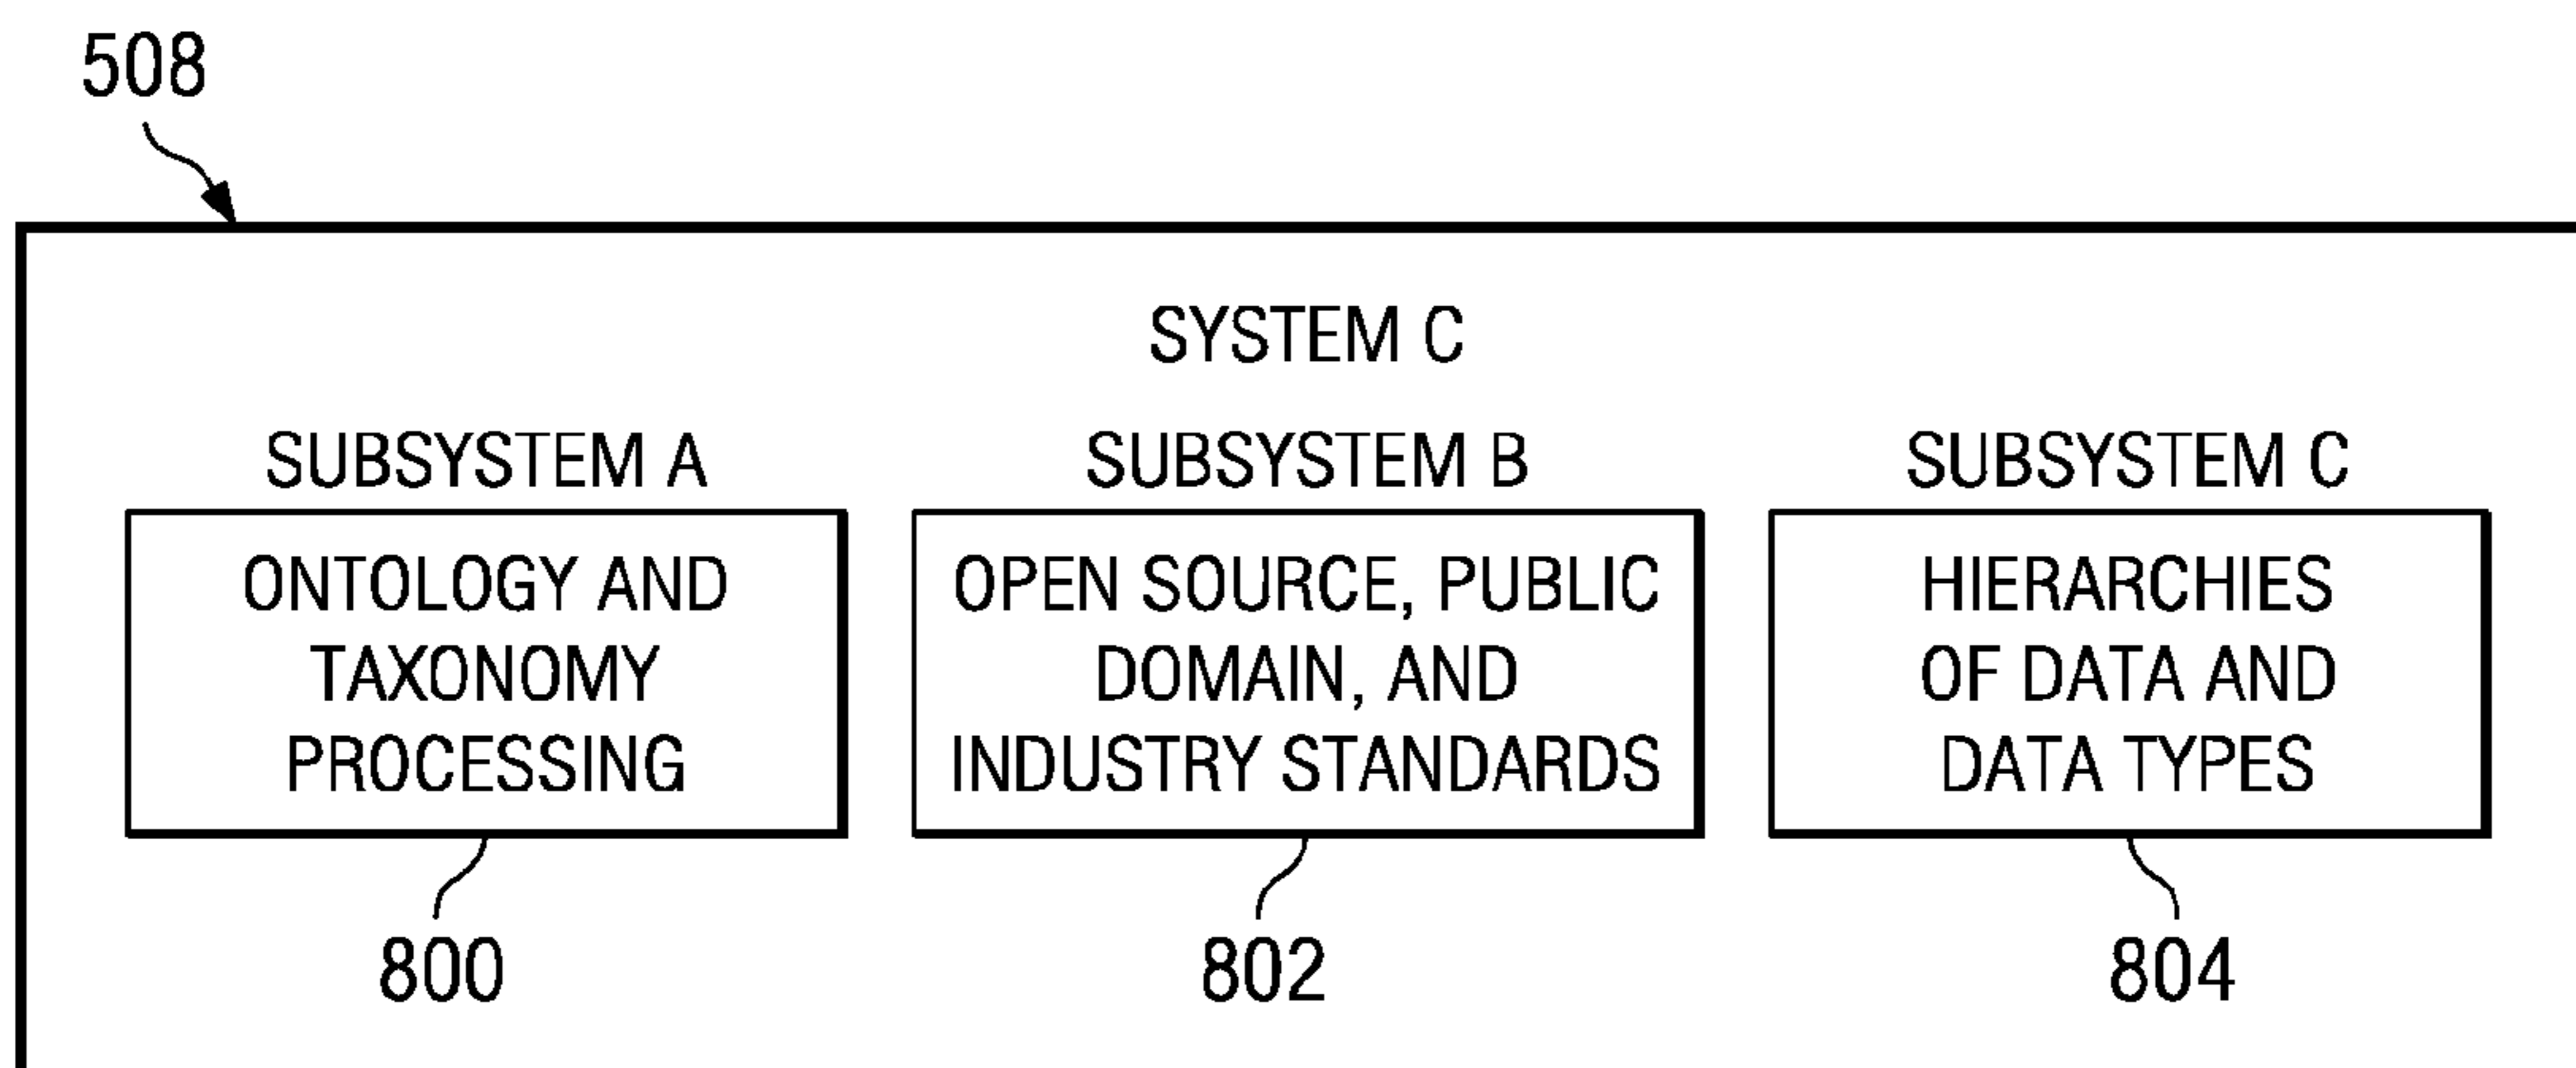 508
SYSTEM C
SUBSYSTEM A
ONTOLOGY AND
TAXONOMY
PROCESSING
800
SUBSYSTEM B
OPEN SOURCE, PUBLIC
DOMAIN, AND
INDUSTRY STANDARDS
802
SUBSYSTEM C
HIERARCHIES
OF DATA AND
DATA TYPES
804